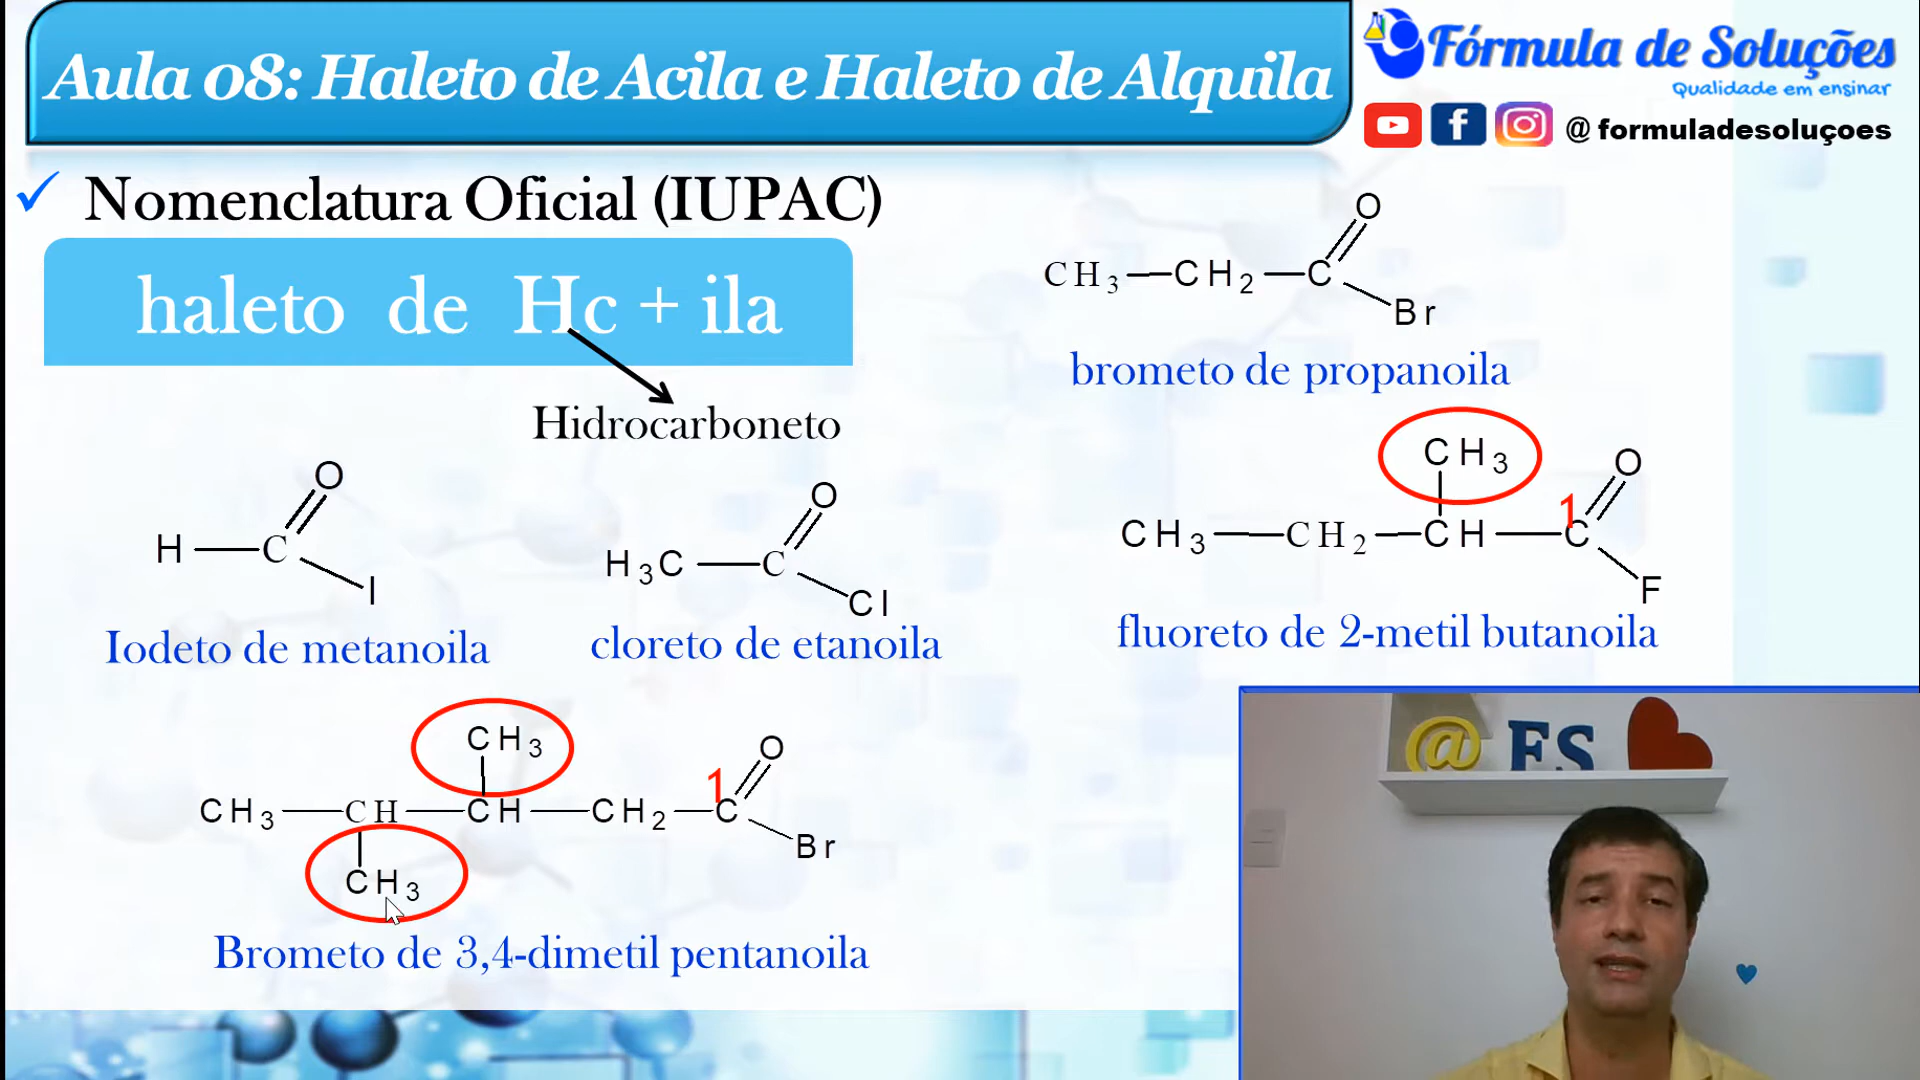 Aula 08: Haleto de Acila e Haleto de Alquila
Fórmula de Soluções
Qualidade em ensinar
@ formuladesoluçoes
Nomenclatura Oficial (IUPAC)
haleto de Hc + ila
Hidrocarboneto
O
CH3 CH2 C
Br
brometo de propanoila
O
H C
I
Iodeto de metanoila
O
H3C C
Cl
cloreto de etanoila
CH3
O
1
CH3 CH2 CH C
F
fluoreto de 2-metil butanoila
CH3
O
1
CH3 CH CH CH2 C
Br
CH3
Brometo de 3,4-dimetil pentanoila
@ FS